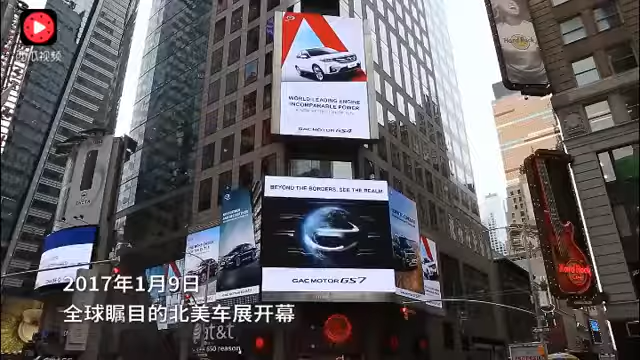 西瓜视频
Hard Rock
WORLD LEADING ENGINE
INCOMPARABLE POWER
GAC MOTOR GS4
BEYOND THE BORDERS, SEE THE REALM
GAC MOTOR GS7
Hard Rock
2017年1月9日
全球瞩目的北美车展开幕
at&t